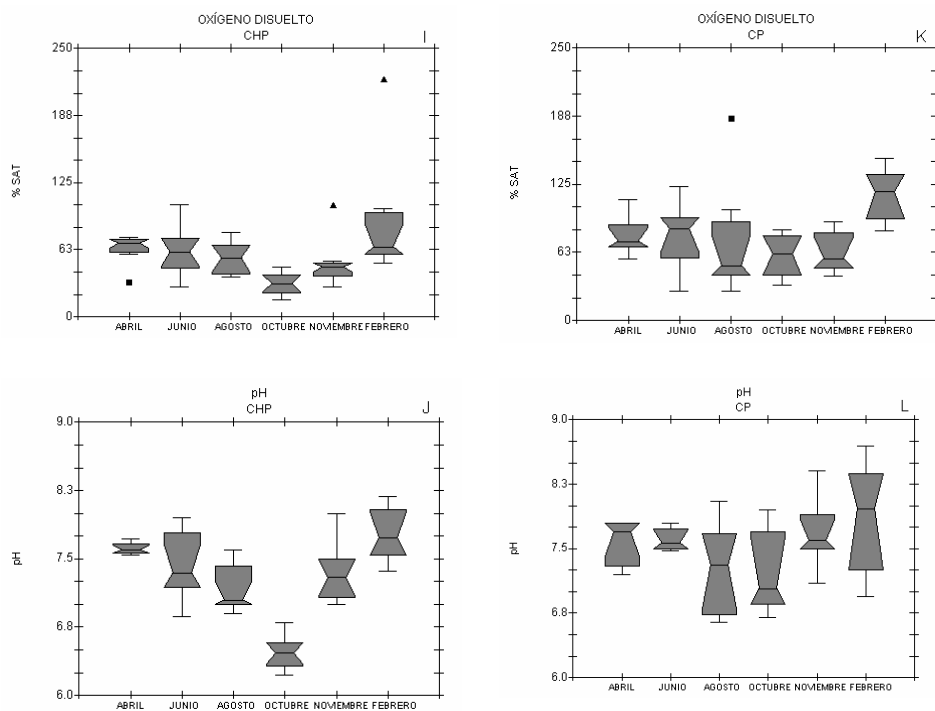 OXÍGENO DISUELTO
CHP
I
250
188
125
63
0
% SAT
ABRIL JUNIO AGOSTO OCTUBRE NOVIEMBRE FEBRERO
OXÍGENO DISUELTO
CP
K
250
188
125
63
0
% SAT
ABRIL JUNIO AGOSTO OCTUBRE NOVIEMBRE FEBRERO
pH
CHP
J
9.0
8.3
7.5
6.8
6.0
pH
ABRIL JUNIO AGOSTO OCTUBRE NOVIEMBRE FEBRERO
pH
CP
L
9.0
8.3
7.5
6.8
6.0
pH
ABRIL JUNIO AGOSTO OCTUBRE NOVIEMBRE FEBRERO